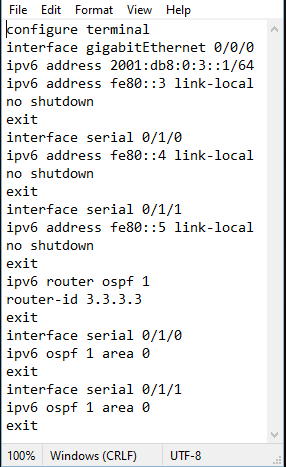 File Edit Format View
configure terminal
interface gigabitEthernet 0/0/0
ipv6 address 2001:db8:0:3::1/64
ipv6 address fe80::3 link-local
no shutdown
exit
interface serial 0/1/0
ipv6 address fe80::4 link-local
no shutdown
exit
interface serial 0/1/1
ipv6 address fe80::5 link-local
no shutdown
exit
ipv6 router ospf 1
router-id 3.3.3.3
exit
interface serial 0/1/0
ipv6 ospf 1 area 0
exit
interface serial 0/1/1
ipv6 ospf 1 area 0
exit
100% Windows (CRLF) UTF-8